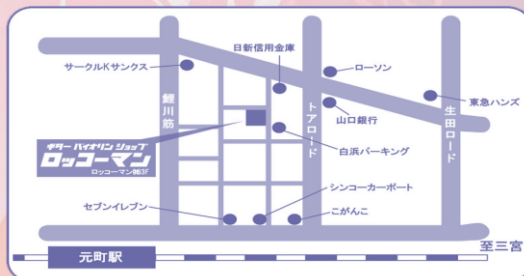 日新信用金庫
サークルKサンクス
ローソン
東急ハンズ
鯉川筋
トアロード
生田ロード
山口銀行
ギター バイオリン ショップ
ロッコーマン
ロッコーマンBLD3F
白浜パーキング
シンコーカーポート
セブンイレブン
こがんこ
至三宮
元町駅